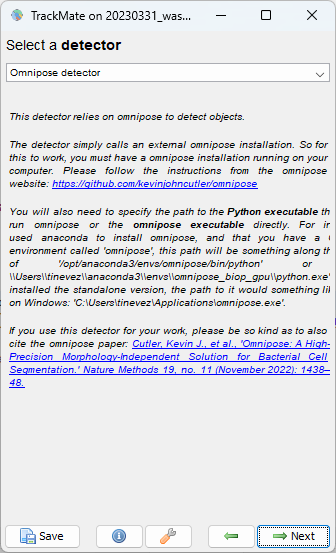 TrackMate on 20230331_was...
Select a detector
Omnipose detector
This detector relies on omnipose to detect objects.
The detector simply calls an external omnipose installation. So for
this to work, you must have a omnipose installation running on your
computer. Please follow the instructions from the omnipose
website: https://github.com/kevinjohncutler/omnipose
You will also need to specify the path to the Python executable th
run omnipose or the omnipose executable directly. For in
used anaconda to install omnipose, and that you have a
environment called 'omnipose', this path will be something along th
of '/opt/anaconda3/envs/omnipose/bin/python' or
\\Users\\tinevez\\anaconda3\\envs\\omnipose_biop_gpu\\python.exe'
installed the standalone version, the path to it would something lik
on Windows: 'C:\Users\tinevez\Applications\omnipose.exe'.
If you use this detector for your work, please be so kind as to also
cite the omnipose paper: Cutler, Kevin J., et al., 'Omnipose: A High-
Precision Morphology-Independent Solution for Bacterial Cell
Segmentation.' Nature Methods 19, no. 11 (November 2022): 1438–
48.
Save
Next